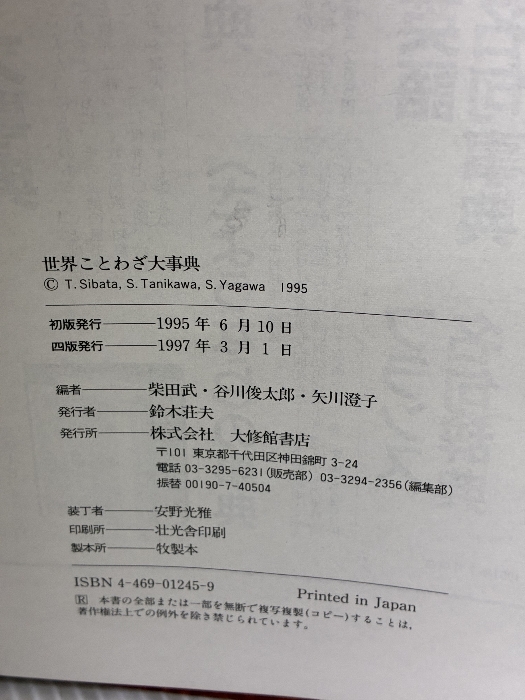 世界ことわざ大事典
© T. Sibata, S. Tanikawa, S. Yagawa 1995
初版発行―――1995年 6 月 10 日
四版発行―――1997年 3 月 1 日
編者―――柴田武・谷川俊太郎・矢川澄子
発行者―――鈴木荘夫
発行所―――株式会社 大修館書店
〒101 東京都千代田区神田錦町 3-24
電話 03-3295-6231(販売部) 03-3294-2356(編集部)
振替 00190-7-40504
装丁者―――安野光雅
印刷所―――壮光舎印刷
製本所―――牧製本
ISBN 4-469-01245-9 Printed in Japan
Ⓡ 本書の全部または一部を無断で複写複製(コピー)することは,
著作権法上での例外を除き禁じられています。